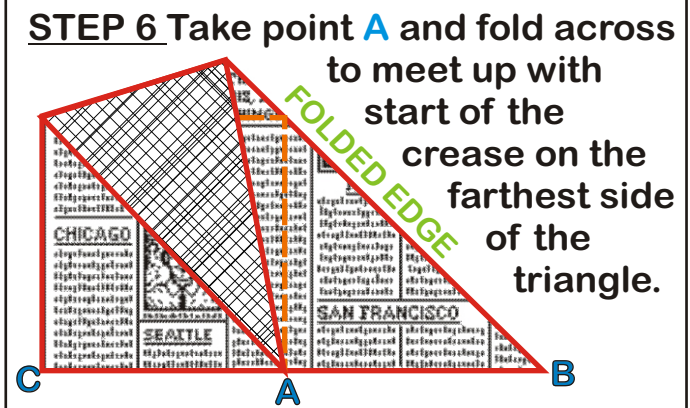 STEP 6 Take point A and fold across
to meet up with
start of the
crease on the
farthest side
of the
triangle.
FOLDED EDGE
CHICAGO
SEATTLE
SAN FRANCISCO
C
A
B